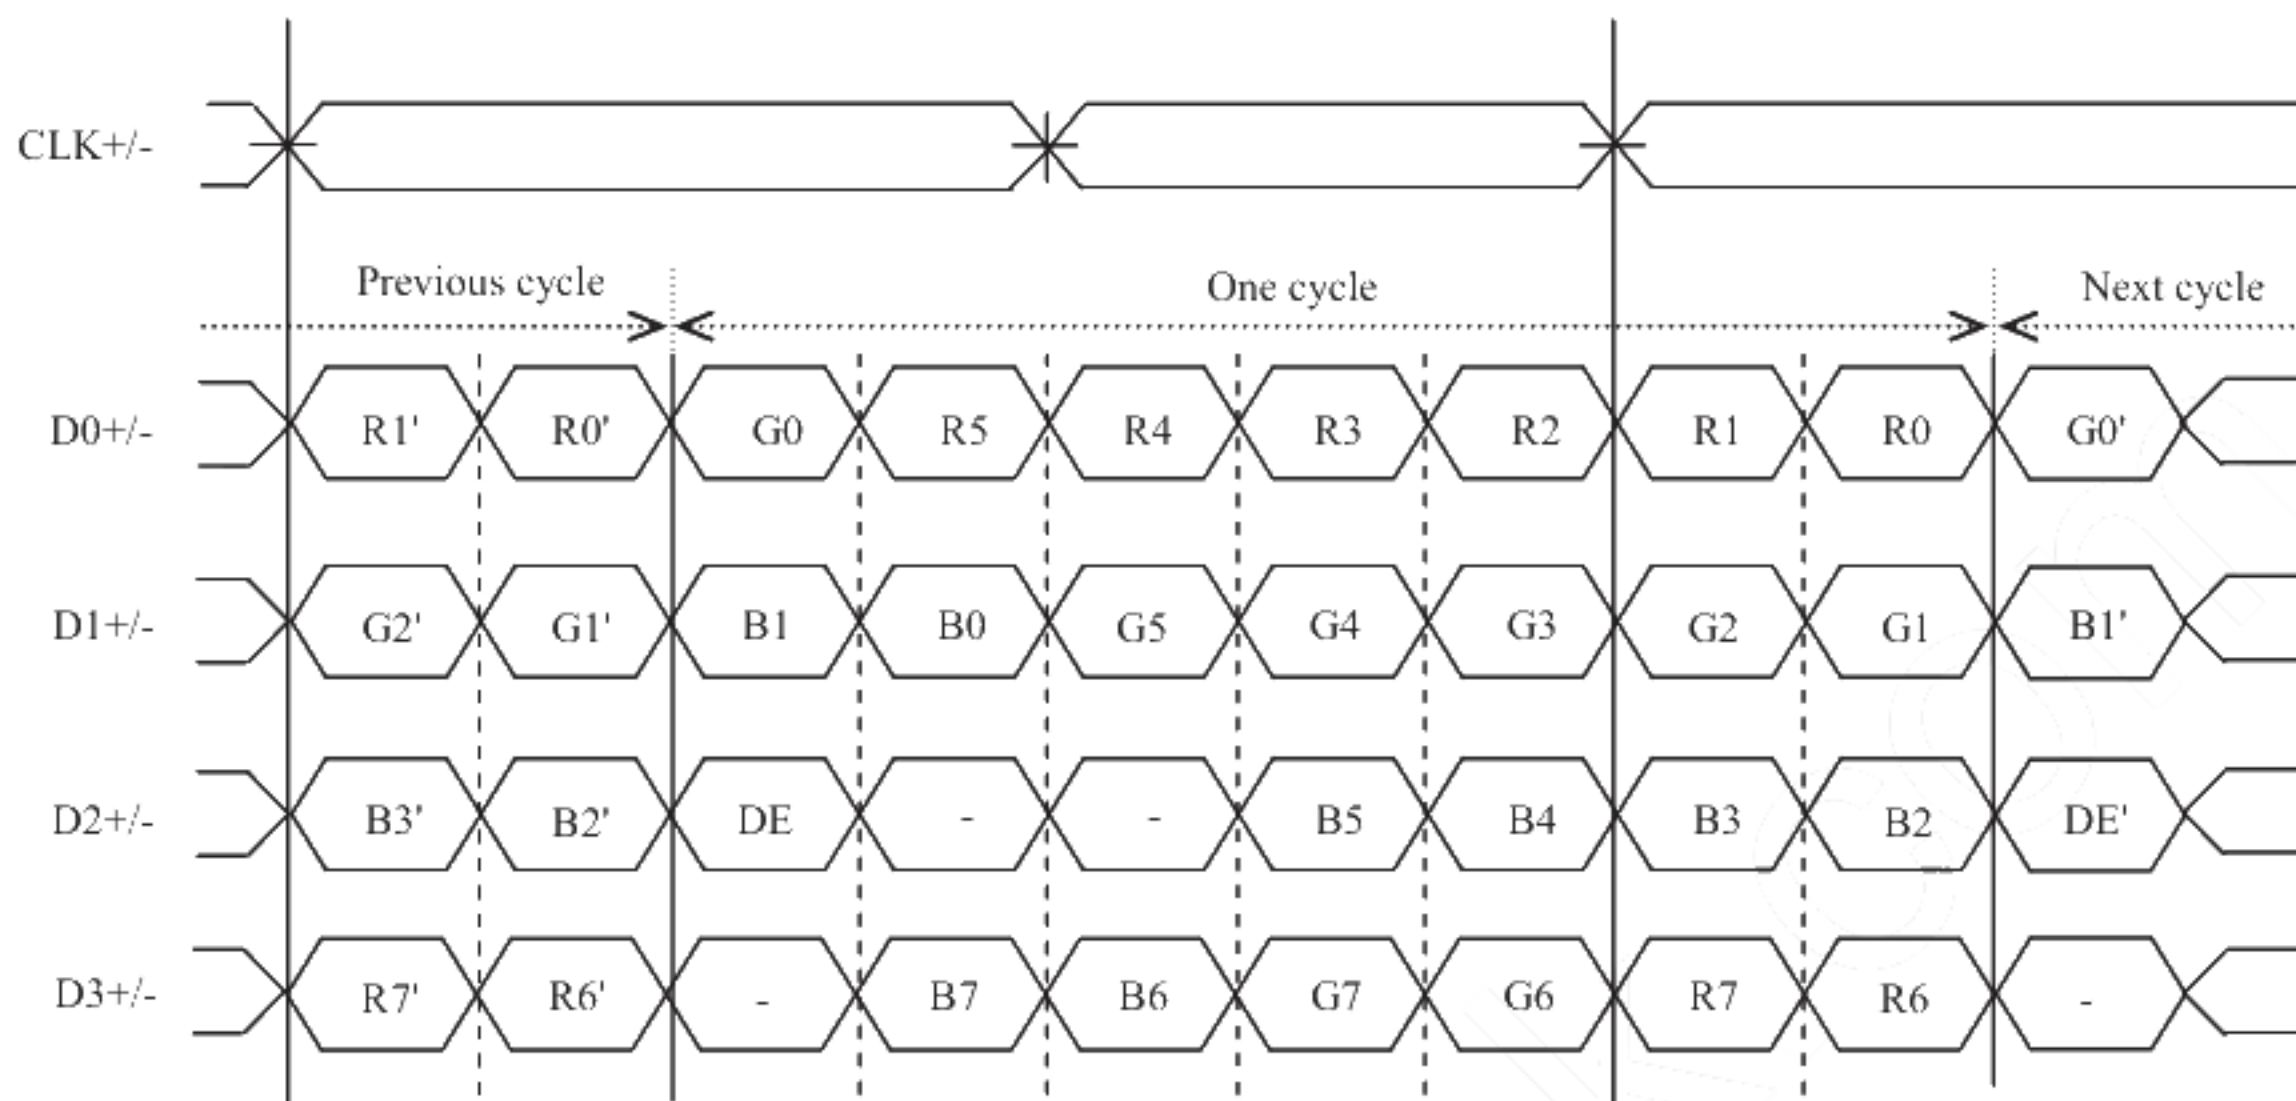 CLK+/-
Previous cycle One cycle Next cycle
D0+/- R1' R0' G0 R5 R4 R3 R2 R1 R0 G0'
D1+/- G2' G1' B1 B0 G5 G4 G3 G2 G1 B1'
D2+/- B3' B2' DE - - B5 B4 B3 B2 DE'
D3+/- R7' R6' - B7 B6 G7 G6 R7 R6 -